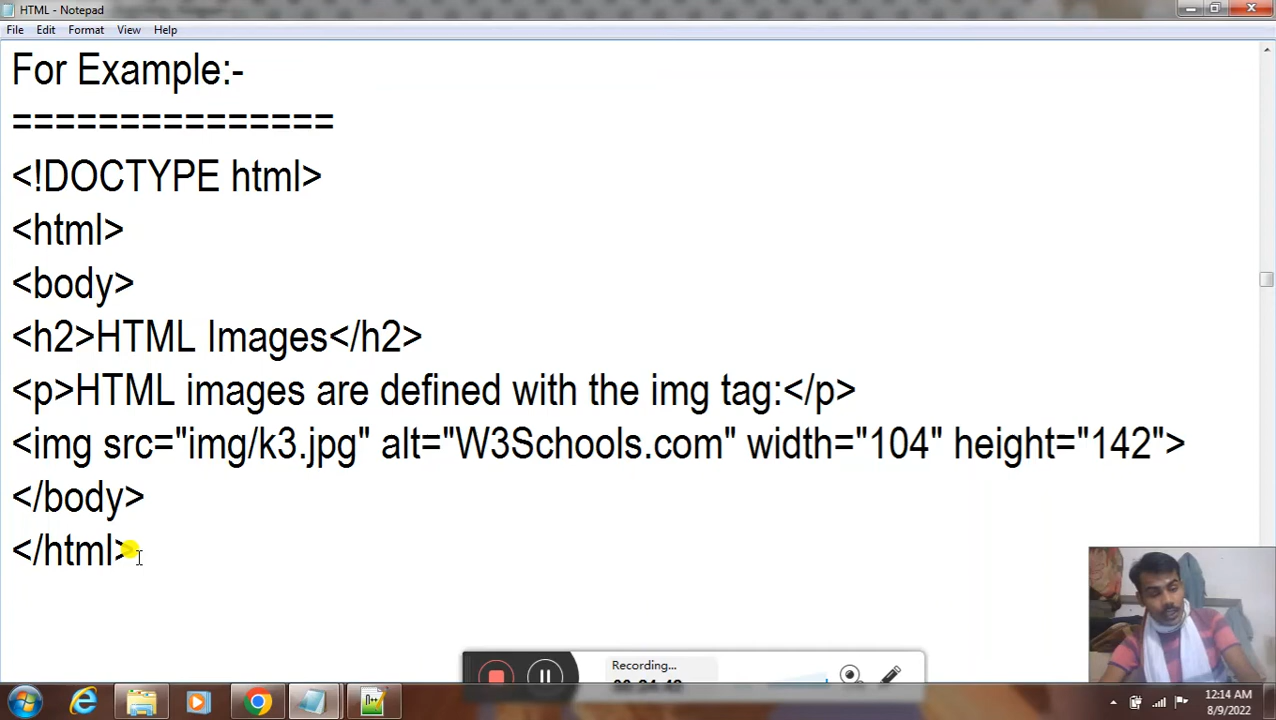 HTML - Notepad
File Edit Format View Help
For Example:-
===============
<!DOCTYPE html>
<html>
<body>
<h2>HTML Images</h2>
<p>HTML images are defined with the img tag:</p>
<img src="img/k3.jpg" alt="W3Schools.com" width="104" height="142">
</body>
</html>
Recording...
12:14 AM
8/9/2022